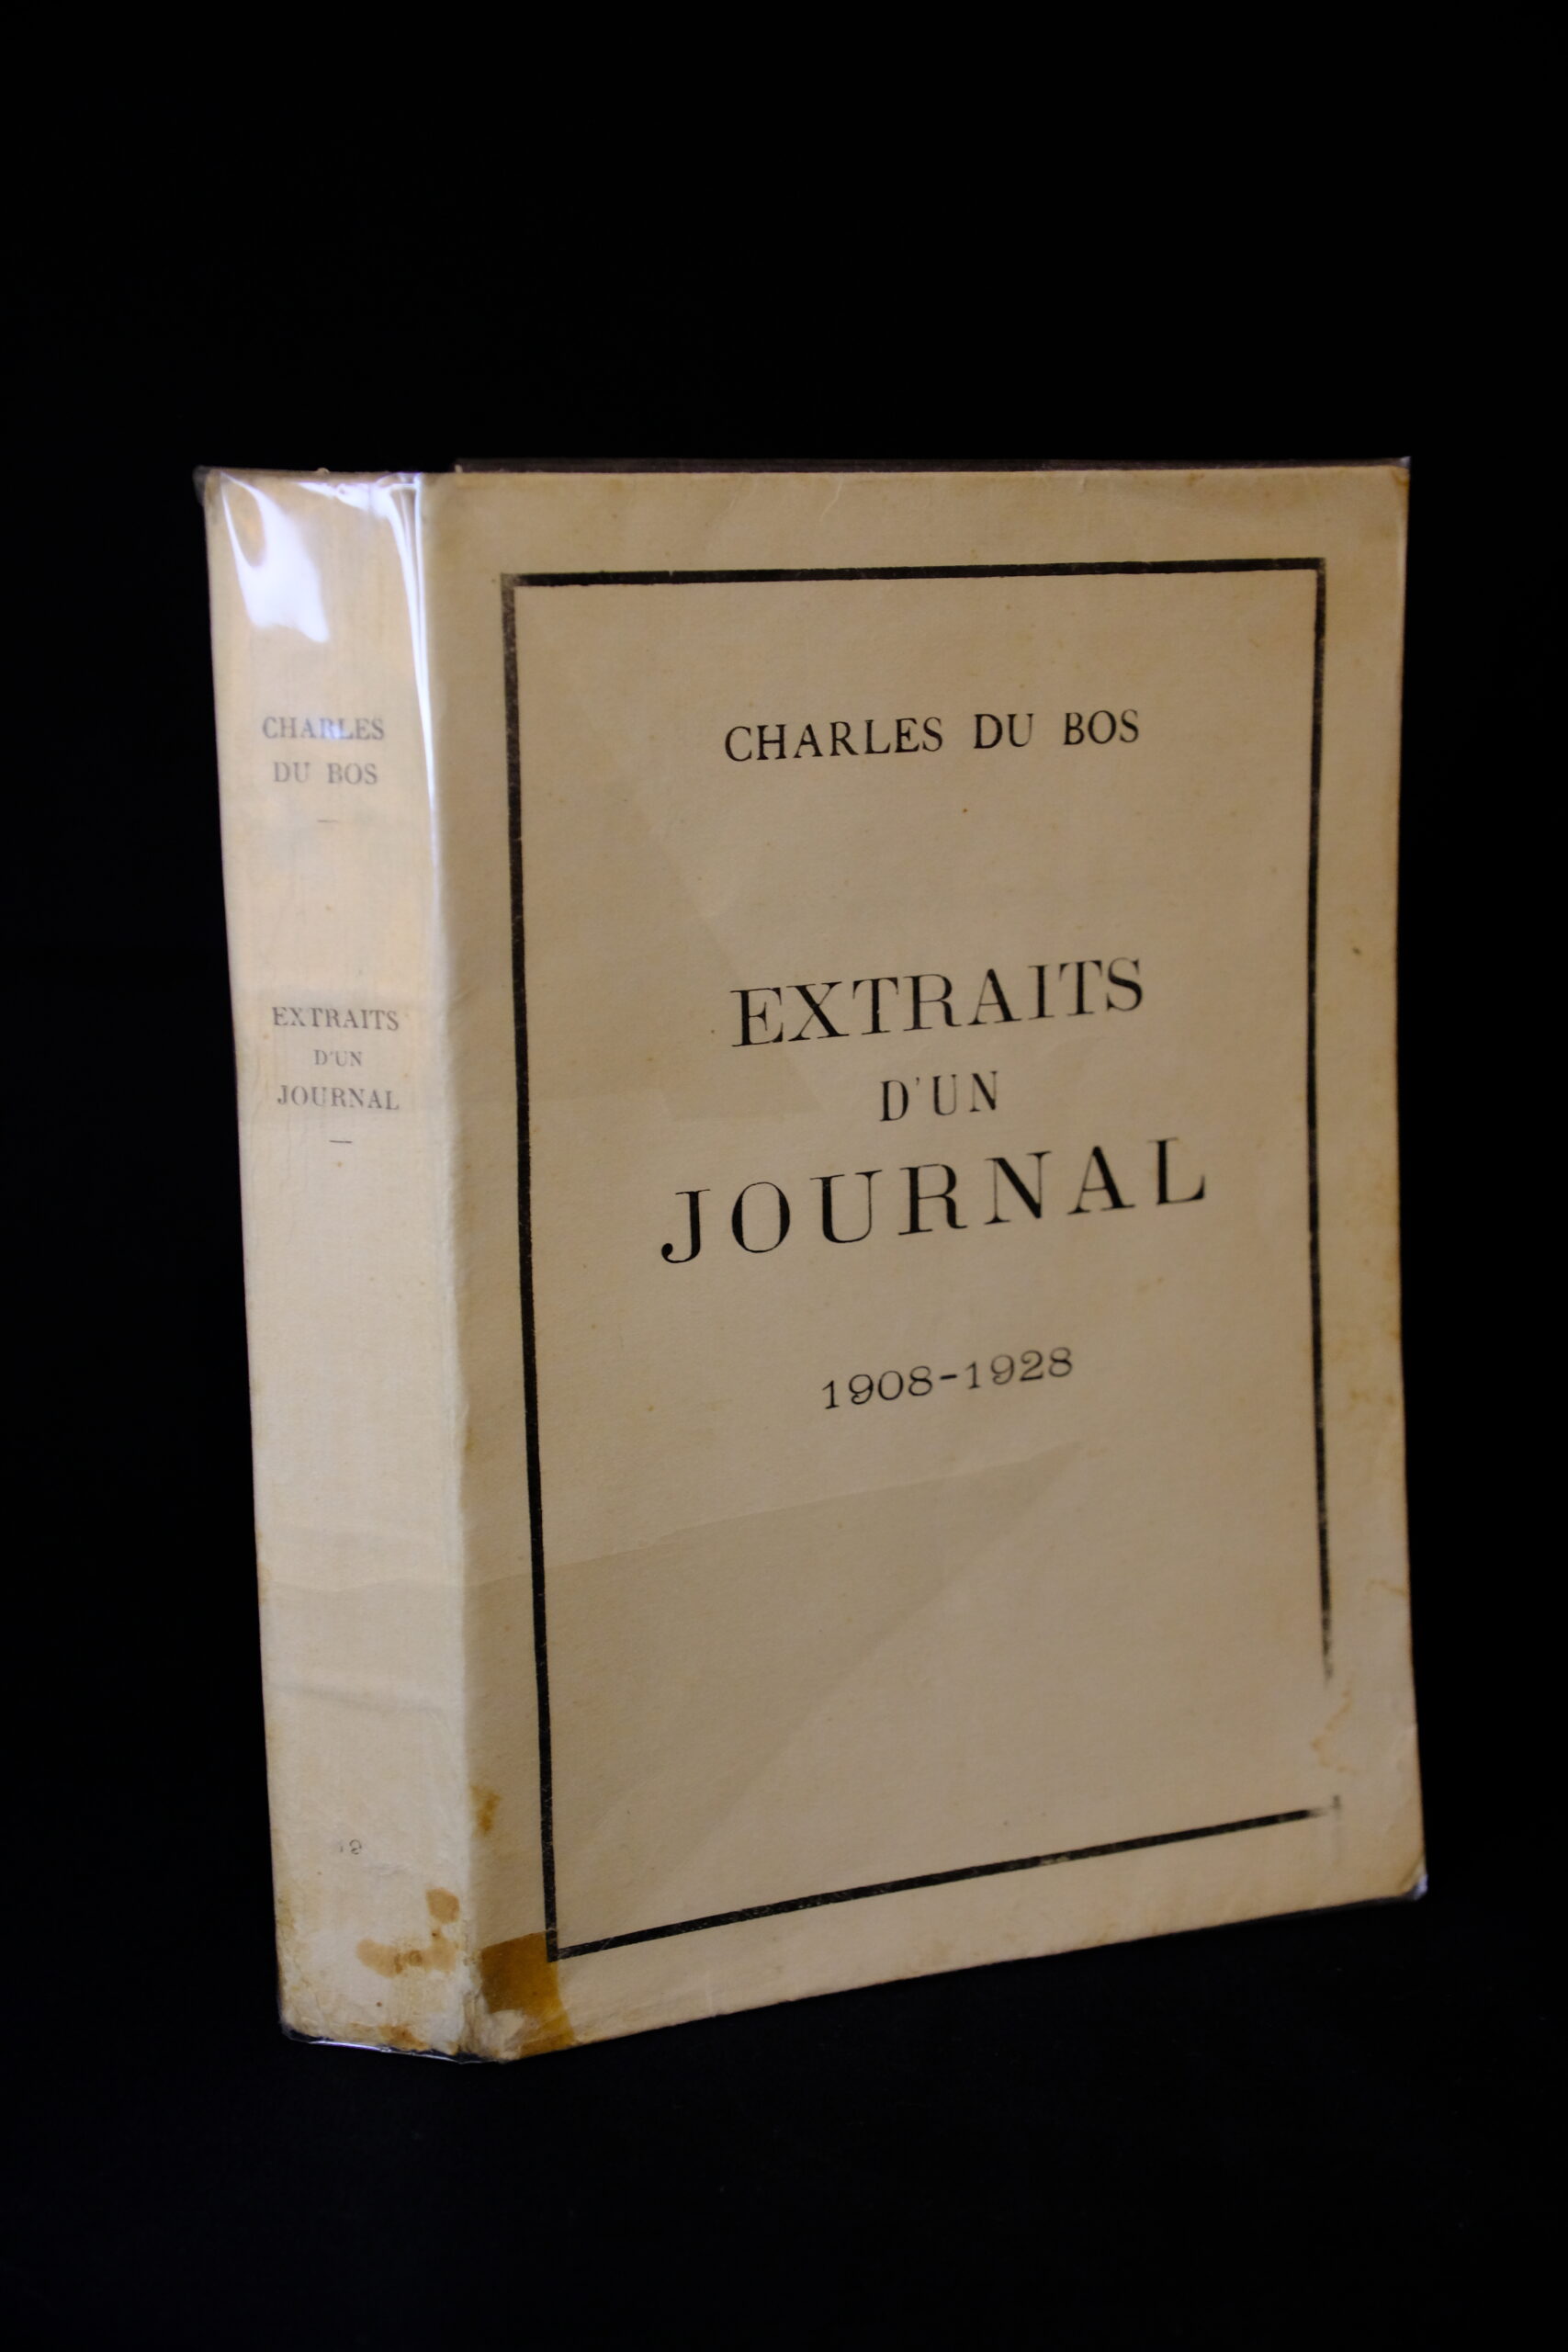 CHARLES
DU BOS
EXTRAITS
D'UN
JOURNAL
CHARLES DU BOS
EXTRAITS
D'UN
JOURNAL
1908-1928